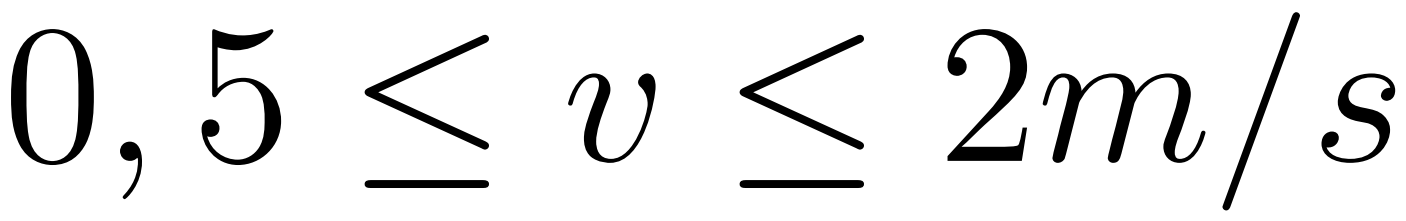 0, 5 ≤ v ≤ 2m/s